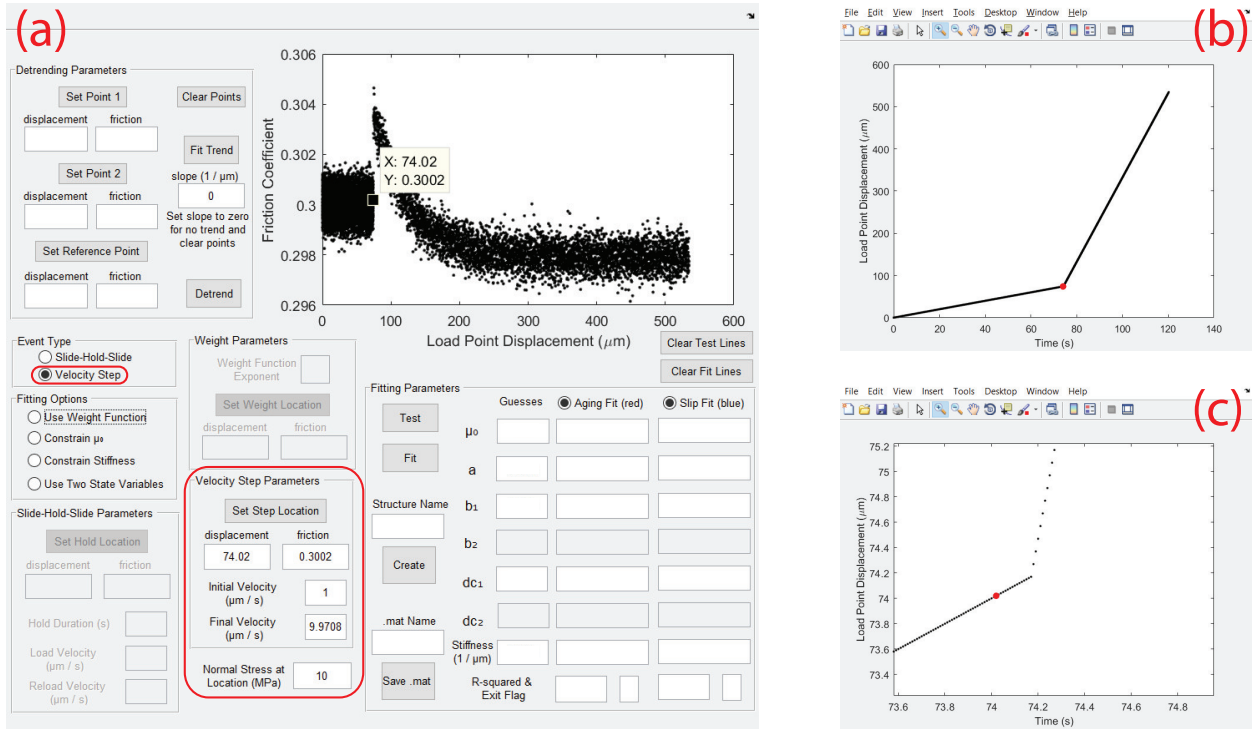 (a)
Detrending Parameters
Set Point 1
Clear Points
displacement
friction
Fit Trend
Set Point 2
slope (1 / μm)
0
displacement
friction
Set slope to zero
for no trend and
clear points
Set Reference Point
displacement
friction
Detrend
0.306
0.304
0.302
0.3
0.298
0.296
Friction Coefficient
X: 74.02
Y: 0.3002
0 100 200 300 400 500 600
Load Point Displacement (μm)
Event Type
Slide-Hold-Slide
Velocity Step
Fitting Options
Use Weight Function
Constrain μ₀
Constrain Stiffness
Use Two State Variables
Slide-Hold-Slide Parameters
Set Hold Location
displacement
friction
Hold Duration (s)
Load Velocity
(μm / s)
Reload Velocity
(μm / s)
Weight Parameters
Weight Function
Exponent
Set Weight Location
displacement
friction
Velocity Step Parameters
Set Step Location
displacement
friction
74.02
0.3002
Initial Velocity
(μm / s)
1
Final Velocity
(μm / s)
9.9708
Normal Stress at
Location (MPa)
10
Clear Test Lines
Clear Fit Lines
Fitting Parameters
Guesses
Aging Fit (red)
Slip Fit (blue)
Test
Fit
Structure Name
Create
.mat Name
Save .mat
μ₀
a
b₁
b₂
dc₁
dc₂
Stiffness
(1 / μm)
R-squared &
Exit Flag
File Edit View Insert Tools Desktop Window Help
(b)
600
500
400
300
200
100
0
Load Point Displacement (μm)
0 20 40 60 80 100 120 140
Time (s)
File Edit View Insert Tools Desktop Window Help
(c)
75.2
75
74.8
74.6
74.4
74.2
74
73.8
73.6
73.4
Load Point Displacement (μm)
73.6 73.8 74 74.2 74.4 74.6 74.8
Time (s)